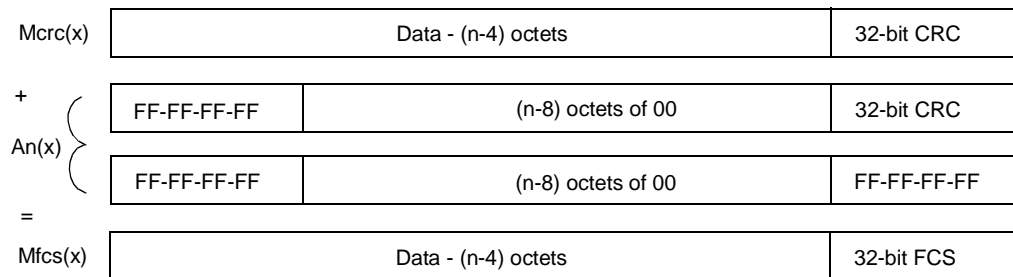 Mcrc(x) Data - (n-4) octets 32-bit CRC
+
FF-FF-FF-FF (n-8) octets of 00 32-bit CRC
An(x)
FF-FF-FF-FF (n-8) octets of 00 FF-FF-FF-FF
=
Mfcs(x) Data - (n-4) octets 32-bit FCS